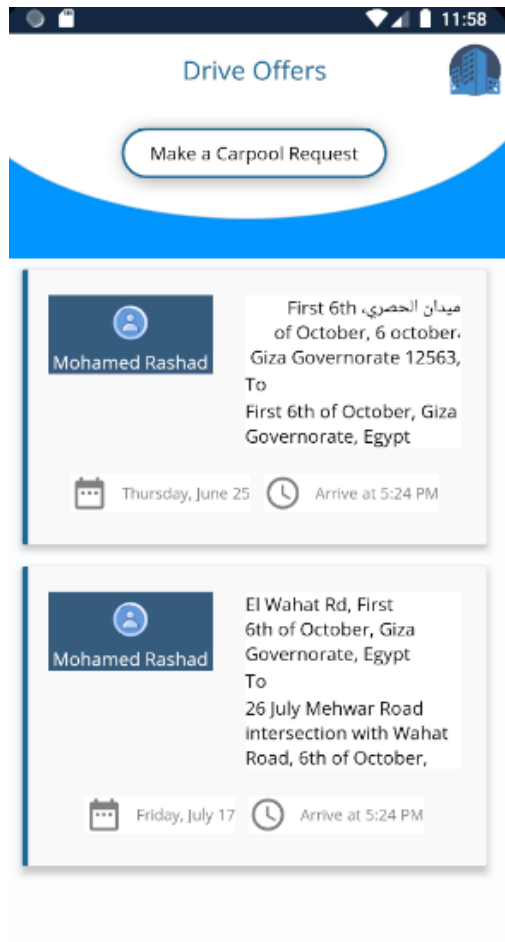 11:58
Drive Offers
Make a Carpool Request
Mohamed Rashad
ميدان الحصري، First 6th
of October, 6 october،
Giza Governorate 12563,
To
First 6th of October, Giza
Governorate, Egypt
Thursday, June 25
Arrive at 5:24 PM
Mohamed Rashad
El Wahat Rd, First
6th of October, Giza
Governorate, Egypt
To
26 July Mehwar Road
intersection with Wahat
Road, 6th of October,
Friday, July 17
Arrive at 5:24 PM